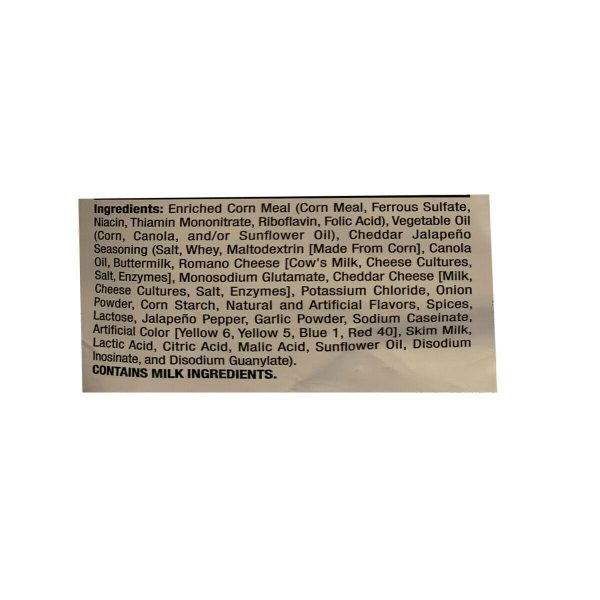 Ingredients: Enriched Corn Meal (Corn Meal, Ferrous Sulfate,
Niacin, Thiamin Mononitrate, Riboflavin, Folic Acid), Vegetable Oil
(Corn, Canola, and/or Sunflower Oil), Cheddar Jalapeño
Seasoning (Salt, Whey, Maltodextrin [Made From Corn], Canola
Oil, Buttermilk, Romano Cheese [Cow's Milk, Cheese Cultures,
Salt, Enzymes], Monosodium Glutamate, Cheddar Cheese [Milk,
Cheese Cultures, Salt, Enzymes], Potassium Chloride, Onion
Powder, Corn Starch, Natural and Artificial Flavors, Spices,
Lactose, Jalapeño Pepper, Garlic Powder, Sodium Caseinate,
Artificial Color [Yellow 6, Yellow 5, Blue 1, Red 40], Skim Milk,
Lactic Acid, Citric Acid, Malic Acid, Sunflower Oil, Disodium
Inosinate, and Disodium Guanylate).
CONTAINS MILK INGREDIENTS.